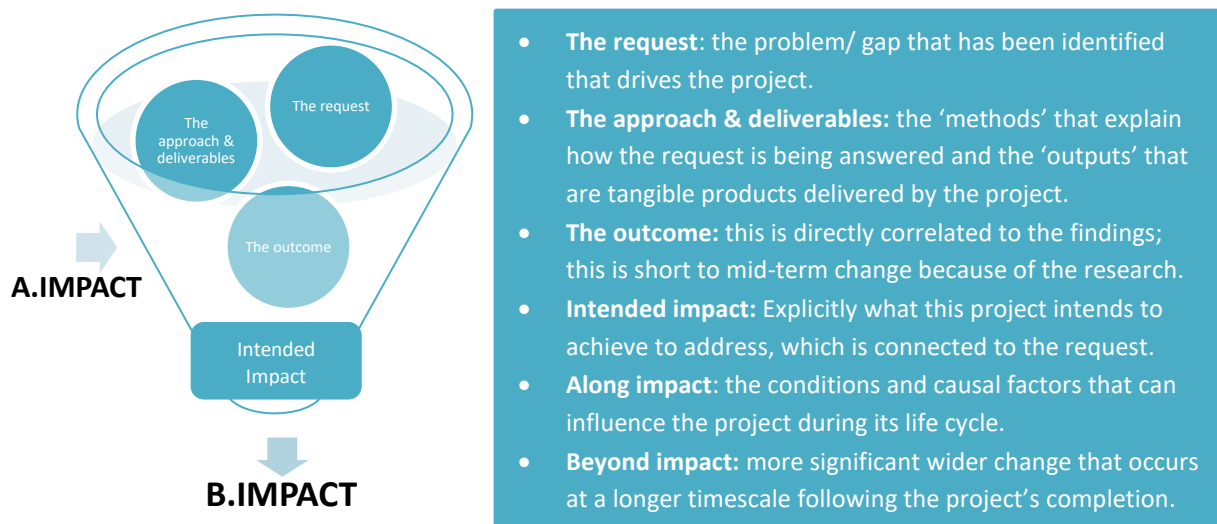 The request
The
approach &
deliverables
The outcome
A.IMPACT
Intended
Impact
B.IMPACT
• The request: the problem/ gap that has been identified
that drives the project.
• The approach & deliverables: the ‘methods’ that explain
how the request is being answered and the ‘outputs’ that
are tangible products delivered by the project.
• The outcome: this is directly correlated to the findings;
this is short to mid-term change because of the research.
• Intended impact: Explicitly what this project intends to
achieve to address, which is connected to the request.
• Along impact: the conditions and causal factors that can
influence the project during its life cycle.
• Beyond impact: more significant wider change that occurs
at a longer timescale following the project’s completion.